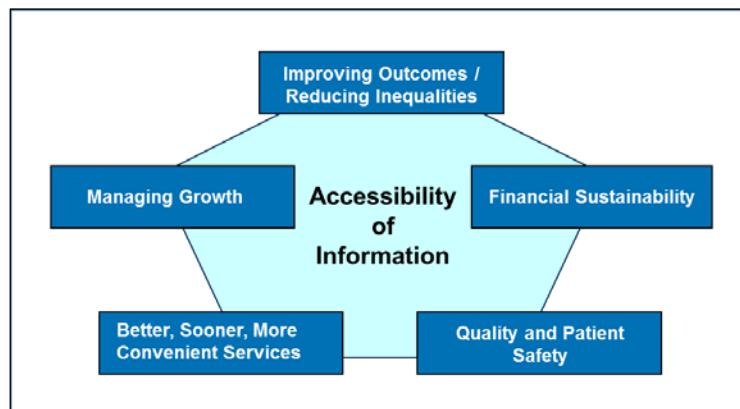 Improving Outcomes /
Reducing Inequalities
Managing Growth
Accessibility
of
Information
Financial Sustainability
Better, Sooner, More
Convenient Services
Quality and Patient
Safety